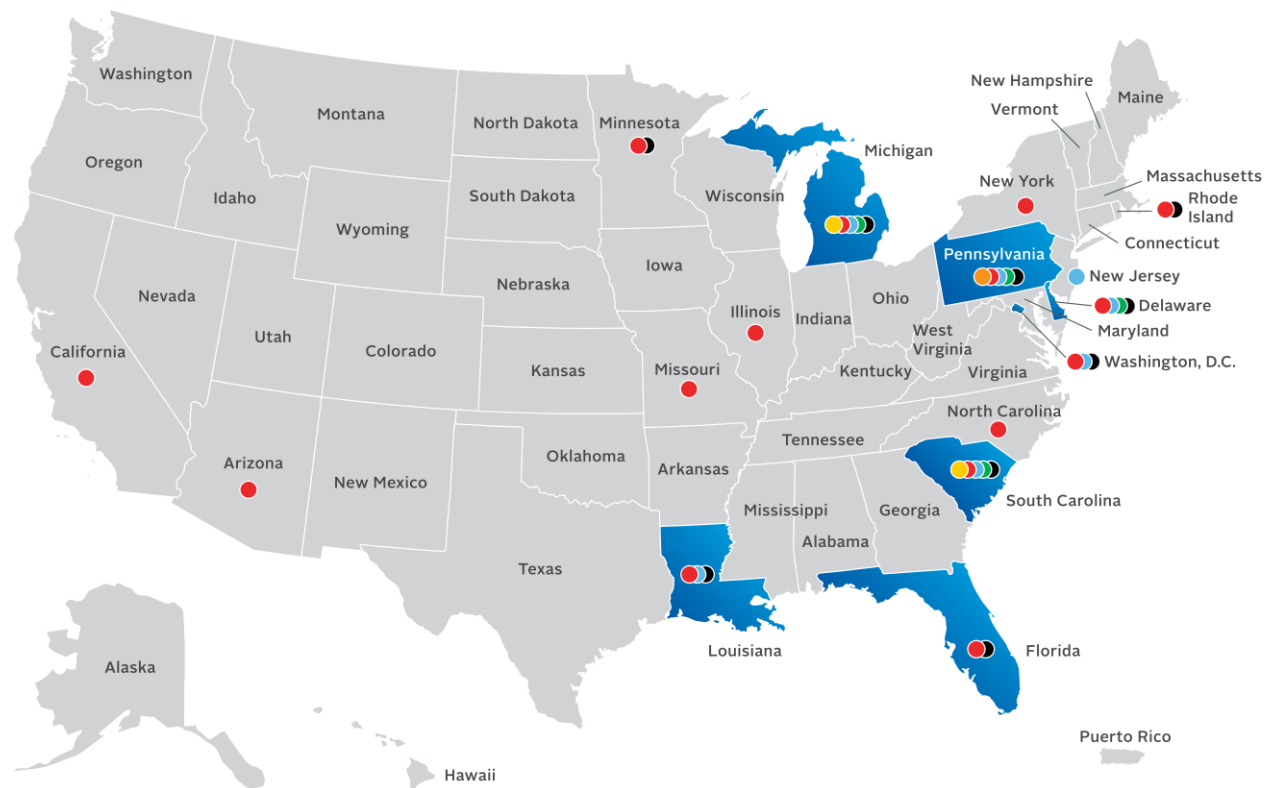 New Hampshire
Washington
Maine
Vermont
Montana
North Dakota
Minnesota
Michigan
Oregon
Massachusetts
New York
Idaho
South Dakota
Wisconsin
Rhode
Island
Wyoming
Connecticut
Pennsylvania
Iowa
New Jersey
Nebraska
Nevada
Ohio
Delaware
Illinois
Indiana
Maryland
Utah
West
Virginia
California
Colorado
Washington, D.C.
Kansas
Missouri
Kentucky
Virginia
North Carolina
Tennessee
Arizona
Oklahoma
Arkansas
New Mexico
South Carolina
Mississippi
Georgia
Alabama
Texas
Louisiana
Florida
Alaska
Puerto Rico
Hawaii